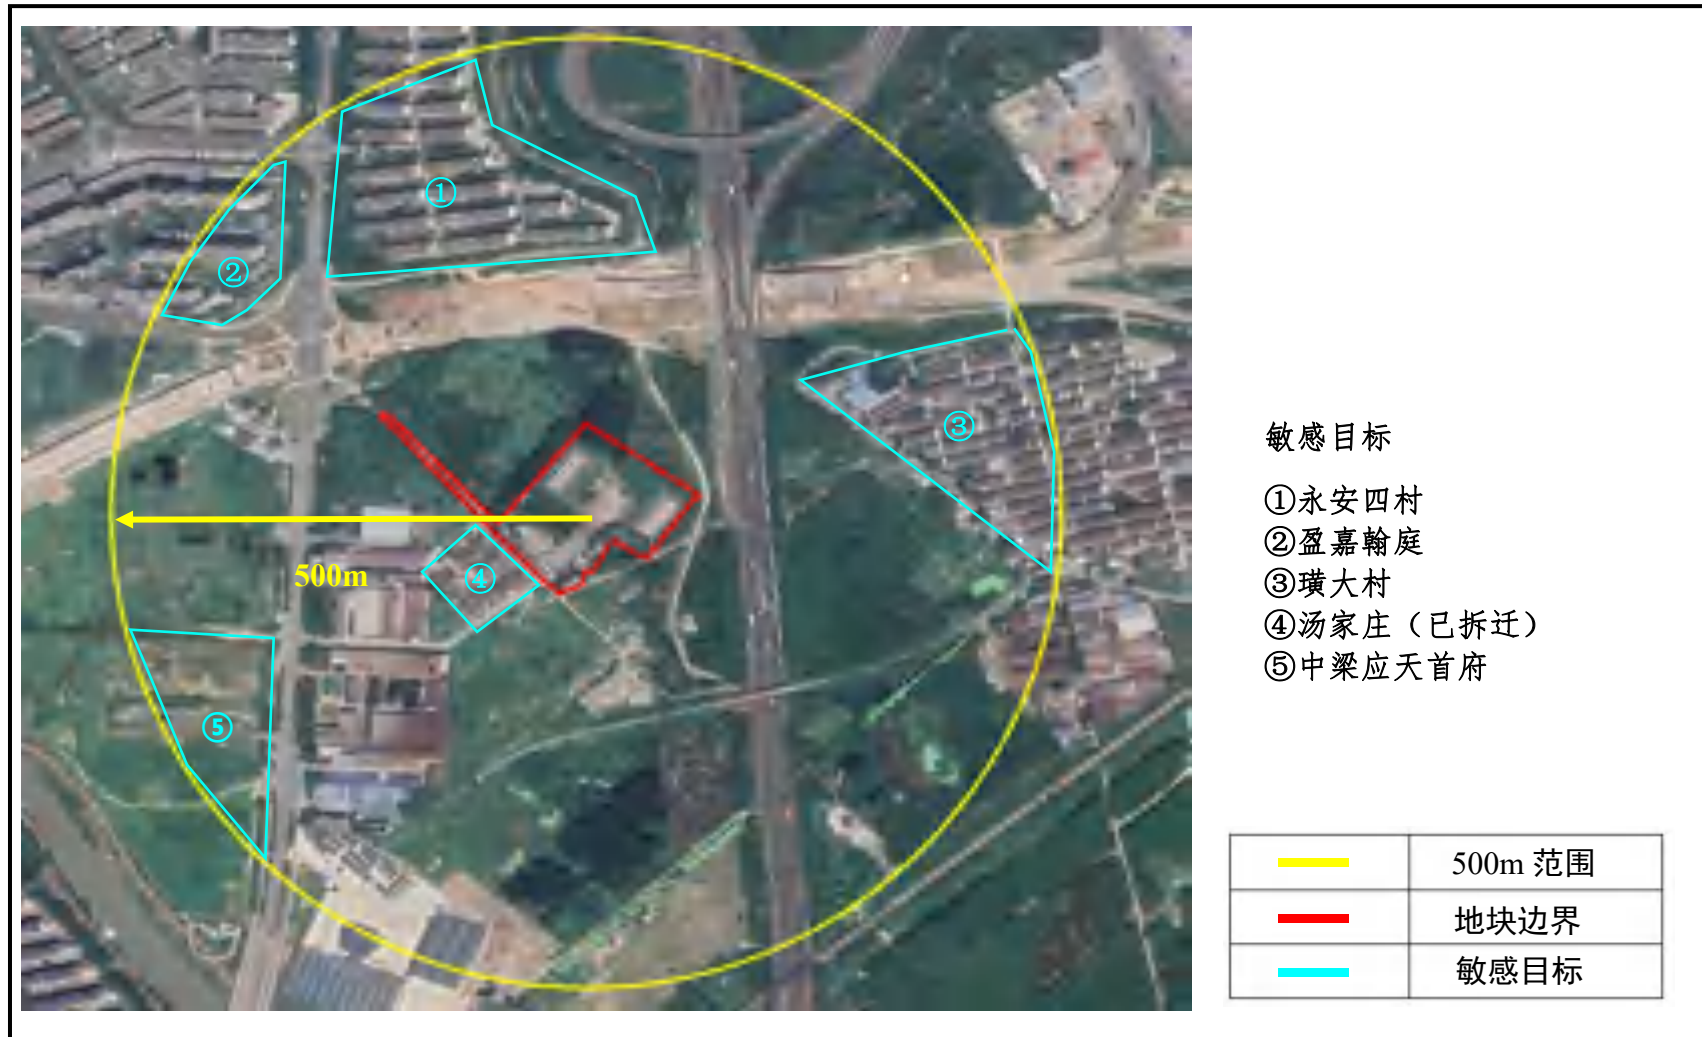 ①
②
③
④
500m
⑤
敏感目标
①永安四村
②盈嘉翰庭
③璜大村
④汤家庄（已拆迁）
⑤中梁应天首府
500m 范围
地块边界
敏感目标